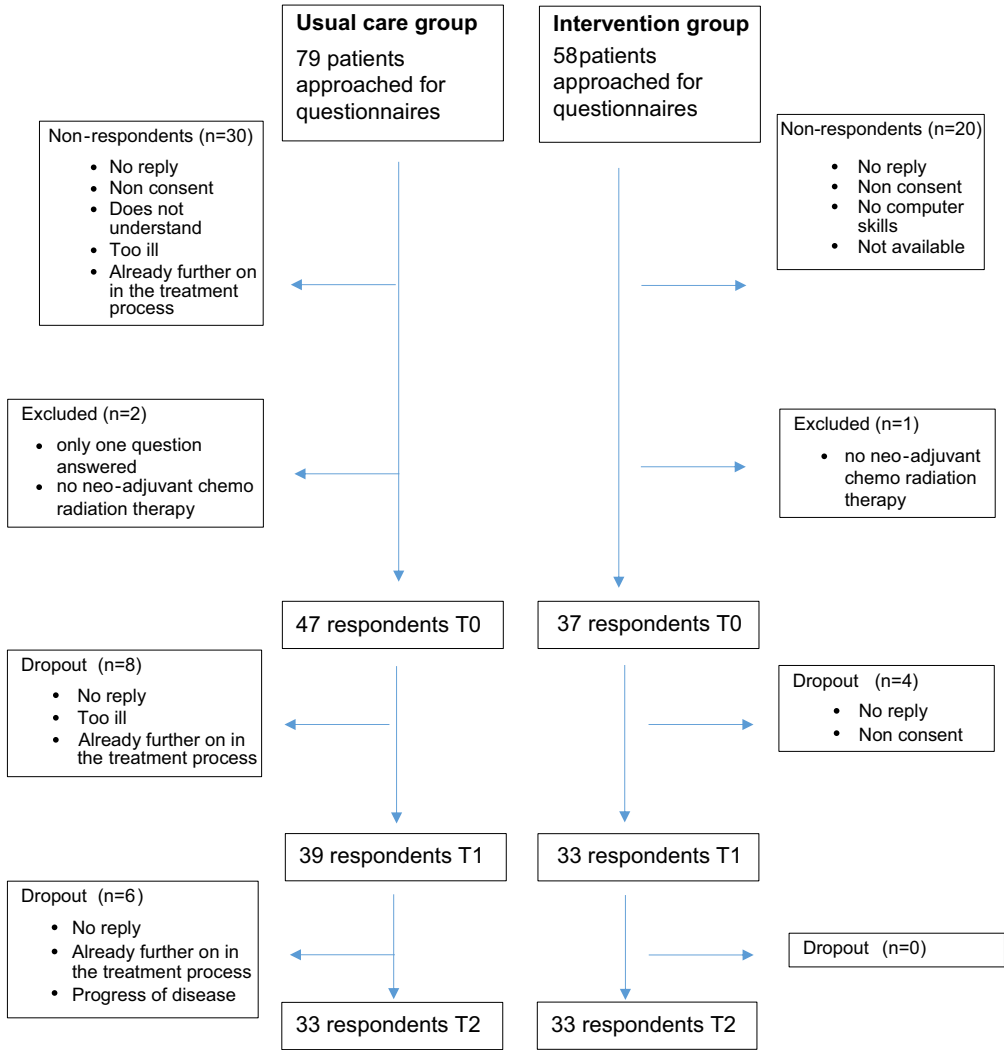 Usual care group
79 patients
approached for
questionnaires
Intervention group
58patients
approached for
questionnaires
Non-respondents (n=30)
• No reply
• Non consent
• Does not
understand
• Too ill
• Already further on
in the treatment
process
Non-respondents (n=20)
• No reply
• Non consent
• No computer
skills
• Not available
Excluded (n=2)
• only one question
answered
• no neo-adjuvant chemo
radiation therapy
Excluded (n=1)
• no neo-adjuvant
chemo radiation
therapy
47 respondents T0
37 respondents T0
Dropout (n=8)
• No reply
• Too ill
• Already further on in
the treatment process
Dropout (n=4)
• No reply
• Non consent
39 respondents T1
33 respondents T1
Dropout (n=6)
• No reply
• Already further on in
the treatment process
• Progress of disease
Dropout (n=0)
33 respondents T2
33 respondents T2